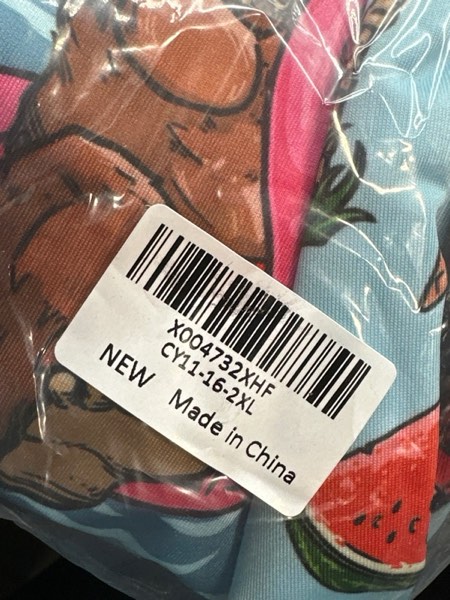 X004732XHF
CY11-16-2XL
NEW Made in China